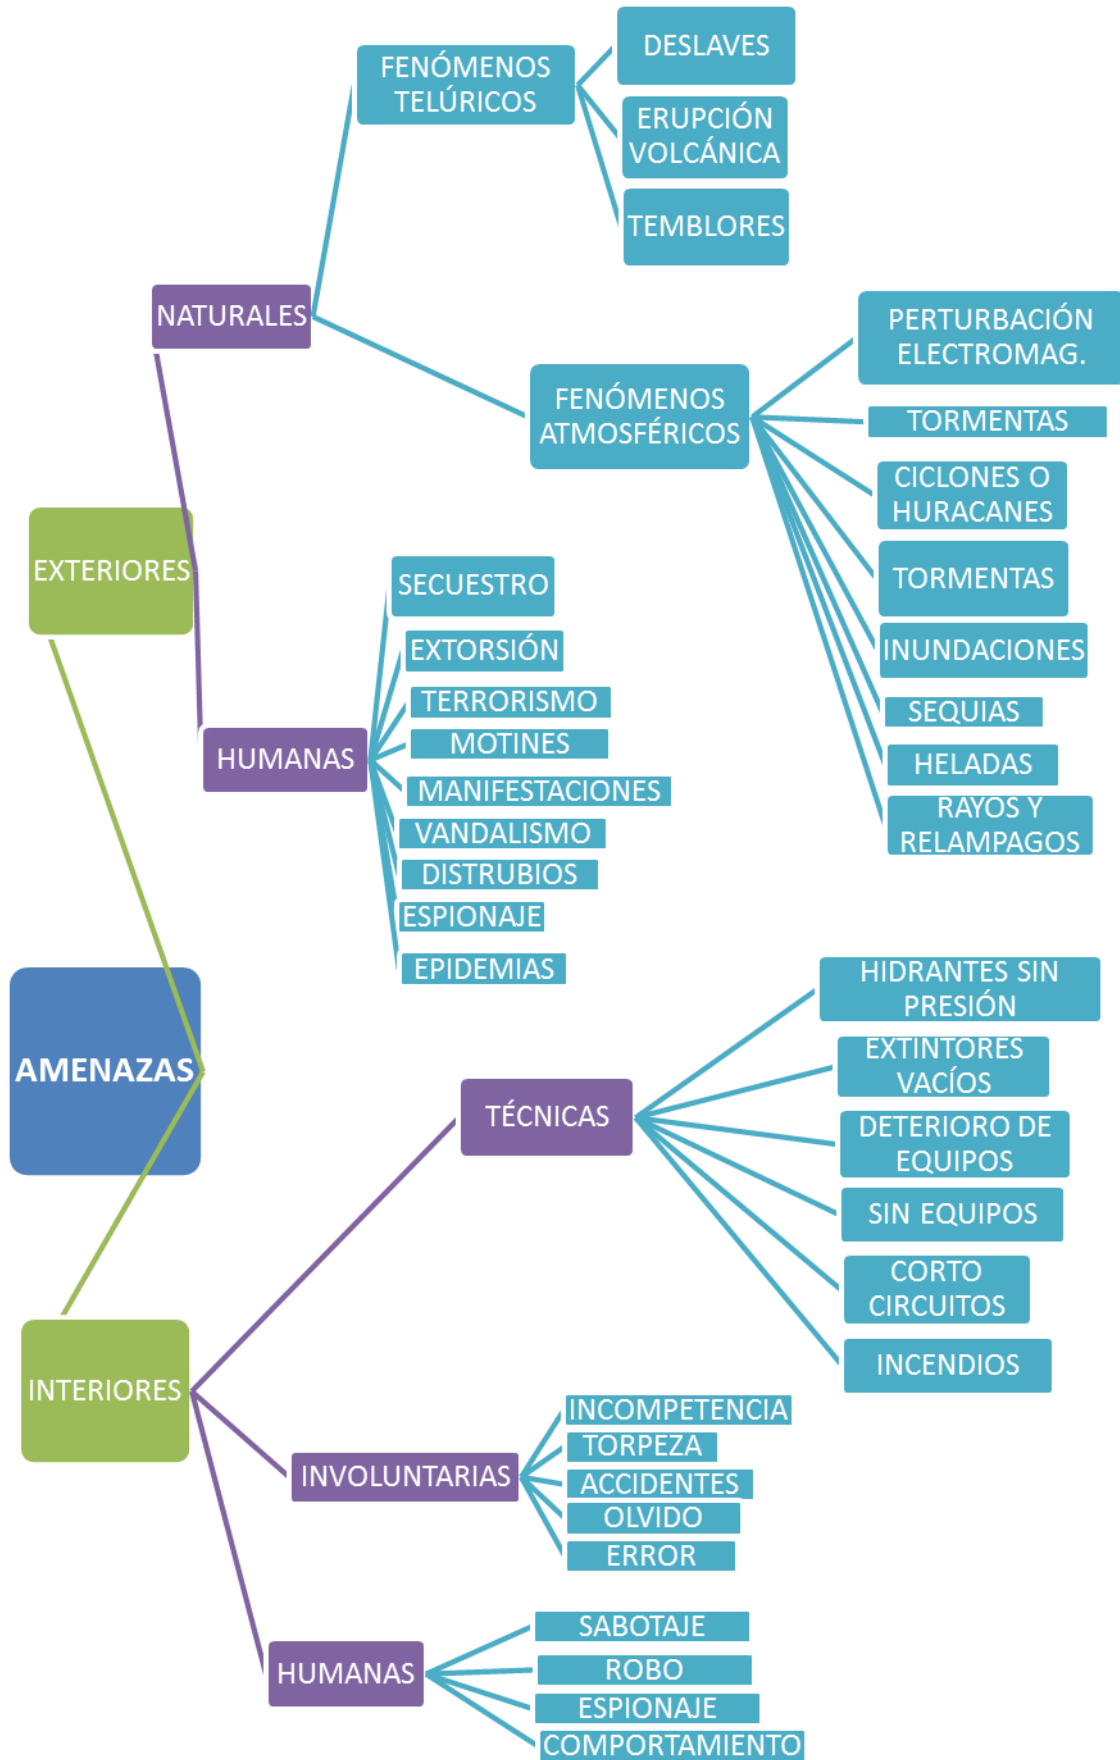 AMENAZAS
EXTERIORES
NATURALES
FENÓMENOS
TELÚRICOS
DESLAVES
ERUPCIÓN
VOLCÁNICA
TEMBLORES
FENÓMENOS
ATMOSFÉRICOS
PERTURBACIÓN
ELECTROMAG.
TORMENTAS
CICLONES O
HURACANES
TORMENTAS
INUNDACIONES
SEQUIAS
HELADAS
RAYOS Y
RELAMPAGOS
HUMANAS
SECUESTRO
EXTORSIÓN
TERRORISMO
MOTINES
MANIFESTACIONES
VANDALISMO
DISTRUBIOS
ESPIONAJE
EPIDEMIAS
INTERIORES
TÉCNICAS
HIDRANTES SIN
PRESIÓN
EXTINTORES
VACÍOS
DETERIORO DE
EQUIPOS
SIN EQUIPOS
CORTO
CIRCUITOS
INCENDIOS
INVOLUNTARIAS
INCOMPETENCIA
TORPEZA
ACCIDENTES
OLVIDO
ERROR
HUMANAS
SABOTAJE
ROBO
ESPIONAJE
COMPORTAMIENTO